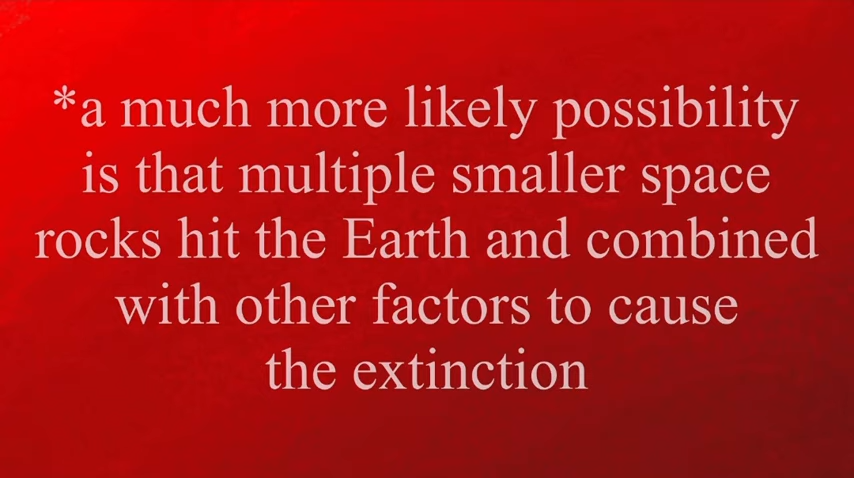 *a much more likely possibility
is that multiple smaller space
rocks hit the Earth and combined
with other factors to cause
the extinction